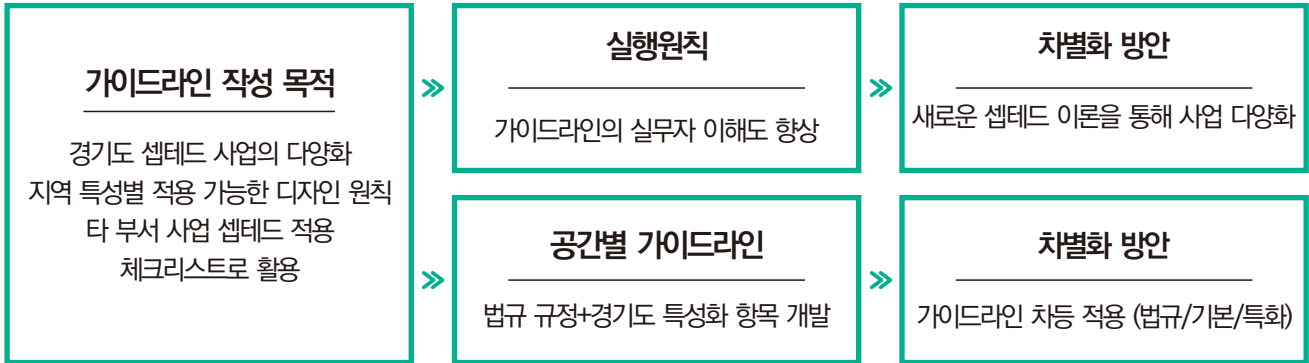 가이드라인 작성 목적
경기도 셉테드 사업의 다양화
지역 특성별 적용 가능한 디자인 원칙
타 부서 사업 셉테드 적용
체크리스트로 활용
실행원칙
가이드라인의 실무자 이해도 향상
차별화 방안
새로운 셉테드 이론을 통해 사업 다양화
공간별 가이드라인
법규 규정+경기도 특성화 항목 개발
차별화 방안
가이드라인 차등 적용 (법규/기본/특화)